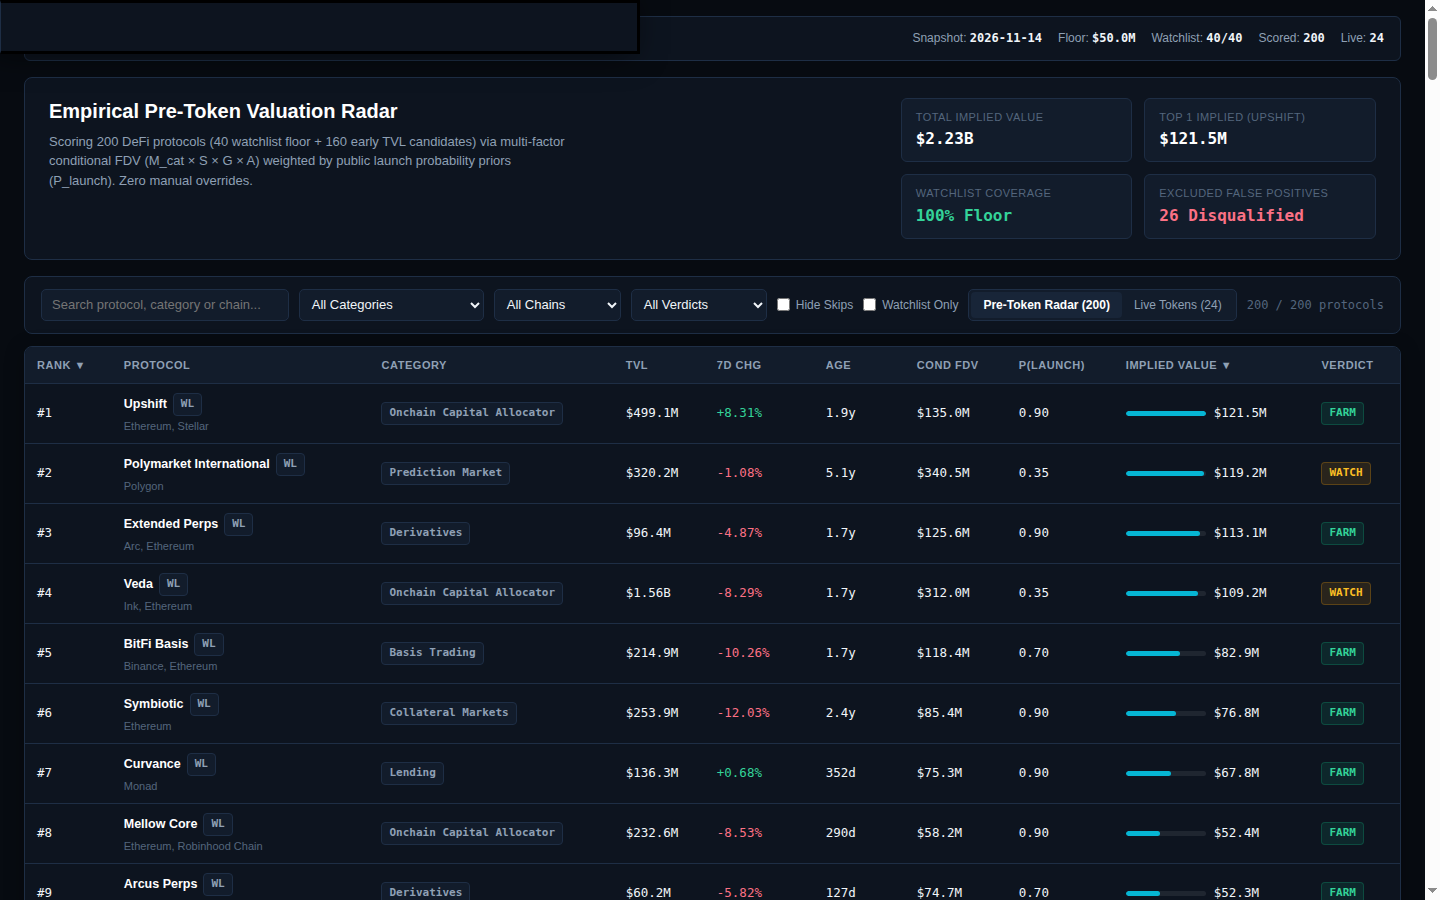 Snapshot: 2026-11-14 Floor: $50.0M Watchlist: 40/40 Scored: 200 Live: 24
Empirical Pre-Token Valuation Radar
Scoring 200 DeFi protocols (40 watchlist floor + 160 early TVL candidates) via multi-factor
conditional FDV (M_cat × S × G × A) weighted by public launch probability priors
(P_launch). Zero manual overrides.
TOTAL IMPLIED VALUE
$2.23B
TOP 1 IMPLIED (UPSHIFT)
$121.5M
WATCHLIST COVERAGE
100% Floor
EXCLUDED FALSE POSITIVES
26 Disqualified
Search protocol, category or chain... All Categories All Chains All Verdicts Hide Skips Watchlist Only Pre-Token Radar (200) Live Tokens (24) 200 / 200 protocols
RANK ▼ PROTOCOL CATEGORY TVL 7D CHG AGE COND FDV P(LAUNCH) IMPLIED VALUE ▼ VERDICT
#1 Upshift WL Onchain Capital Allocator $499.1M +8.31% 1.9y $135.0M 0.90 $121.5M FARM
Ethereum, Stellar
#2 Polymarket International WL Prediction Market $320.2M -1.08% 5.1y $340.5M 0.35 $119.2M WATCH
Polygon
#3 Extended Perps WL Derivatives $96.4M -4.87% 1.7y $125.6M 0.90 $113.1M FARM
Arc, Ethereum
#4 Veda WL Onchain Capital Allocator $1.56B -8.29% 1.7y $312.0M 0.35 $109.2M WATCH
Ink, Ethereum
#5 BitFi Basis WL Basis Trading $214.9M -10.26% 1.7y $118.4M 0.70 $82.9M FARM
Binance, Ethereum
#6 Symbiotic WL Collateral Markets $253.9M -12.03% 2.4y $85.4M 0.90 $76.8M FARM
Ethereum
#7 Curvance WL Lending $136.3M +0.68% 352d $75.3M 0.90 $67.8M FARM
Monad
#8 Mellow Core WL Onchain Capital Allocator $232.6M -8.53% 290d $58.2M 0.90 $52.4M FARM
Ethereum, Robinhood Chain
#9 Arcus Perps WL Derivatives $60.2M -5.82% 127d $74.7M 0.70 $52.3M FARM